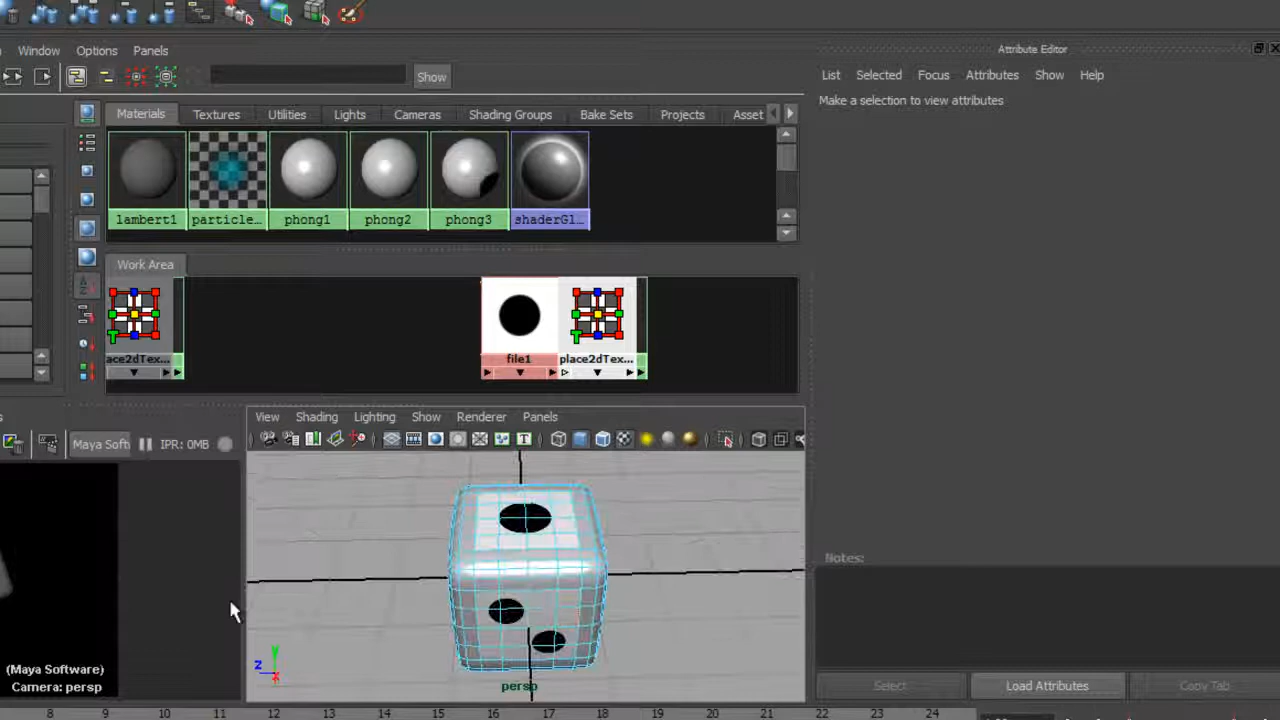 Window Options Panels
Attribute Editor
List Selected Focus Attributes Show Help
Show
Make a selection to view attributes
Materials Textures Utilities Lights Cameras Shading Groups Bake Sets Projects Asset
lambert1 particle... phong1 phong2 phong3 shaderGl...
Work Area
ace2dTex... file1 place2dTex...
View Shading Lighting Show Renderer Panels
Maya Soft IPR: 0MB
T
Notes:
(Maya Software)
Camera: persp
z
x
persp
Select Load Attributes Copy Tab
8 9 10 11 12 13 14 15 16 17 18 19 20 21 22 23 24